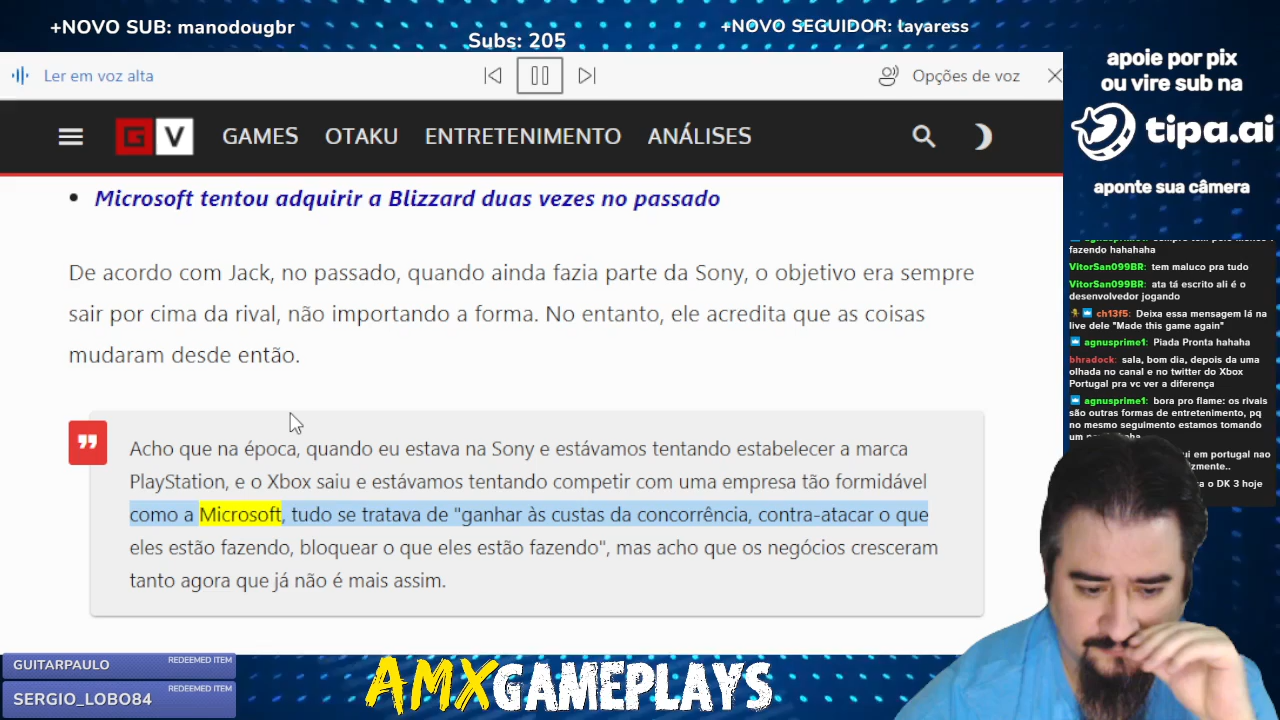 +NOVO SUB: manodougbr
Subs: 205
+NOVO SEGUIDOR: layaress
Ler em voz alta
Opções de voz
G V
GAMES OTAKU ENTRETENIMENTO ANÁLISES
Microsoft tentou adquirir a Blizzard duas vezes no passado
De acordo com Jack, no passado, quando ainda fazia parte da Sony, o objetivo era sempre
sair por cima da rival, não importando a forma. No entanto, ele acredita que as coisas
mudaram desde então.
Acho que na época, quando eu estava na Sony e estávamos tentando estabelecer a marca
PlayStation, e o Xbox saiu e estávamos tentando competir com uma empresa tão formidável
como a Microsoft, tudo se tratava de "ganhar às custas da concorrência, contra-atacar o que
eles estão fazendo, bloquear o que eles estão fazendo", mas acho que os negócios cresceram
tanto agora que já não é mais assim.
apoie por pix
ou vire sub na
tipa.ai
aponte sua câmera
fazendo hahahaha
VitorSan099BR: tem maluco pra tudo
VitorSan099BR: ata tá escrito ali é o
desenvolvedor jogando
ch13f5: Deixa essa mensagem lá na
live dele "Made this game again"
agnusprime1: Piada Pronta hahaha
bhradock: sala, bom dia, depois da uma
olhada no canal e no twitter do Xbox
Portugal pra vc ver a diferença
agnusprime1: bora pro flame: os rivais
são outras formas de entretenimento, pq
no mesmo seguimento estamos tomando
um
ui em portugal nao
o DK 3 hoje
GUITARPAULO REDEEMED ITEM
SERGIO_LOBO84 REDEEMED ITEM
AMXGAMEPLAYS